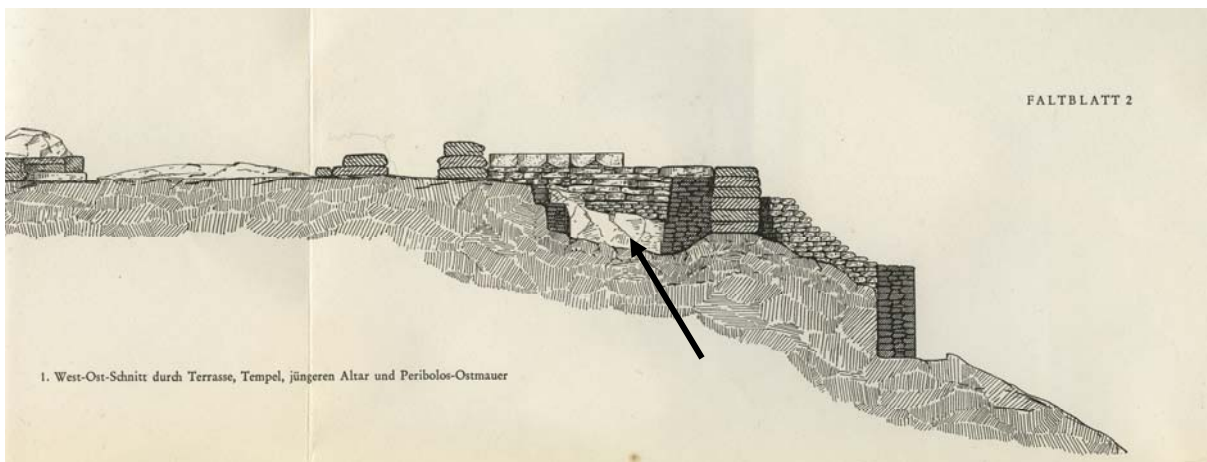 FALTBLATT 2
1. West-Ost-Schnitt durch Terrasse, Tempel, jüngeren Altar und Peribolos-Ostmauer